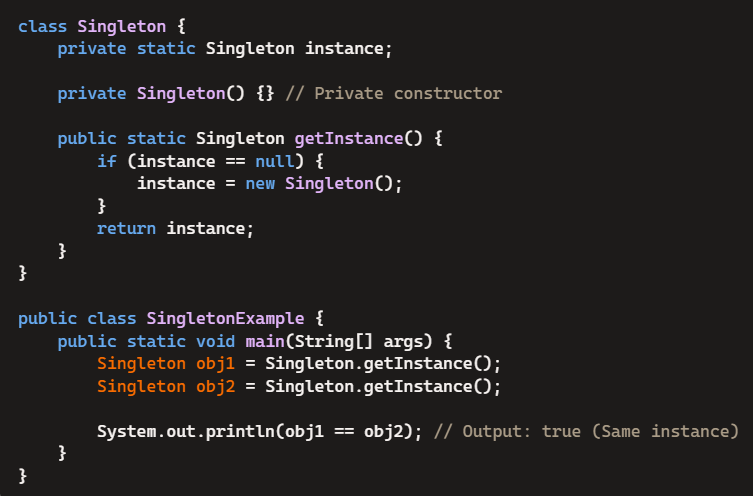 class Singleton {
    private static Singleton instance;

    private Singleton() {} // Private constructor

    public static Singleton getInstance() {
        if (instance == null) {
            instance = new Singleton();
        }
        return instance;
    }
}

public class SingletonExample {
    public static void main(String[] args) {
        Singleton obj1 = Singleton.getInstance();
        Singleton obj2 = Singleton.getInstance();

        System.out.println(obj1 == obj2); // Output: true (Same instance)
    }
}